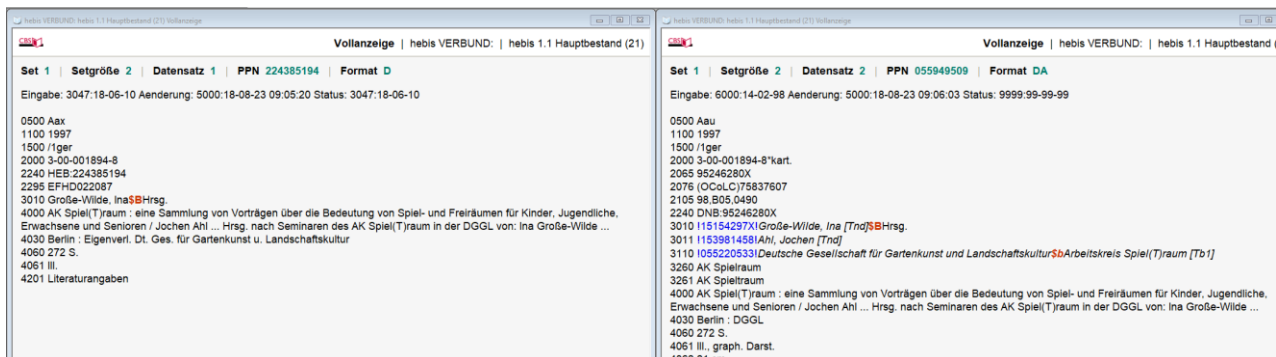 hebis VERBUND: hebis 1.1 Hauptbestand (21) Vollanzeige
CBS
Vollanzeige | hebis VERBUND: | hebis 1.1 Hauptbestand (21)
Set 1 | Setgröße 2 | Datensatz 1 | PPN 224385194 | Format D
Eingabe: 3047:18-06-10 Aenderung: 5000:18-08-23 09:05:20 Status: 3047:18-06-10
0500 Aax
1100 1997
1500 /1ger
2000 3-00-001894-8
2240 HEB:224385194
2295 EFHD022087
3010 Große-Wilde, Ina$BHrsg.
4000 AK Spiel(T)raum : eine Sammlung von Vorträgen über die Bedeutung von Spiel- und Freiräumen für Kinder, Jugendliche,
Erwachsene und Senioren / Jochen Ahl ... Hrsg. nach Seminaren des AK Spiel(T)raum in der DGGL von: Ina Große-Wilde ...
4030 Berlin : Eigenverl. Dt. Ges. für Gartenkunst u. Landschaftskultur
4060 272 S.
4061 Ill.
4201 Literaturangaben
hebis VERBUND: hebis 1.1 Hauptbestand (21) Vollanzeige
CBS
Vollanzeige | hebis VERBUND: | hebis 1.1 Hauptbestand (
Set 1 | Setgröße 2 | Datensatz 2 | PPN 055949509 | Format DA
Eingabe: 6000:14-02-98 Aenderung: 5000:18-08-23 09:06:03 Status: 9999:99-99-99
0500 Aau
1100 1997
1500 /1ger
2000 3-00-001894-8*kart.
2065 95246280X
2076 (OCoLC)75837607
2105 98,B05,0490
2240 DNB:95246280X
3010 !15154297X!Große-Wilde, Ina [Tnd]$BHrsg.
3011 !153981458!Ahl, Jochen [Tnd]
3110 !055220533!Deutsche Gesellschaft für Gartenkunst und Landschaftskultur$bArbeitskreis Spiel(T)raum [Tb1]
3260 AK Spielraum
3261 AK Spieltraum
4000 AK Spiel(T)raum : eine Sammlung von Vorträgen über die Bedeutung von Spiel- und Freiräumen für Kinder, Jugendliche,
Erwachsene und Senioren / Jochen Ahl ... Hrsg. nach Seminaren des AK Spiel(T)raum in der DGGL von: Ina Große-Wilde ...
4030 Berlin : DGGL
4060 272 S.
4061 Ill., graph. Darst.